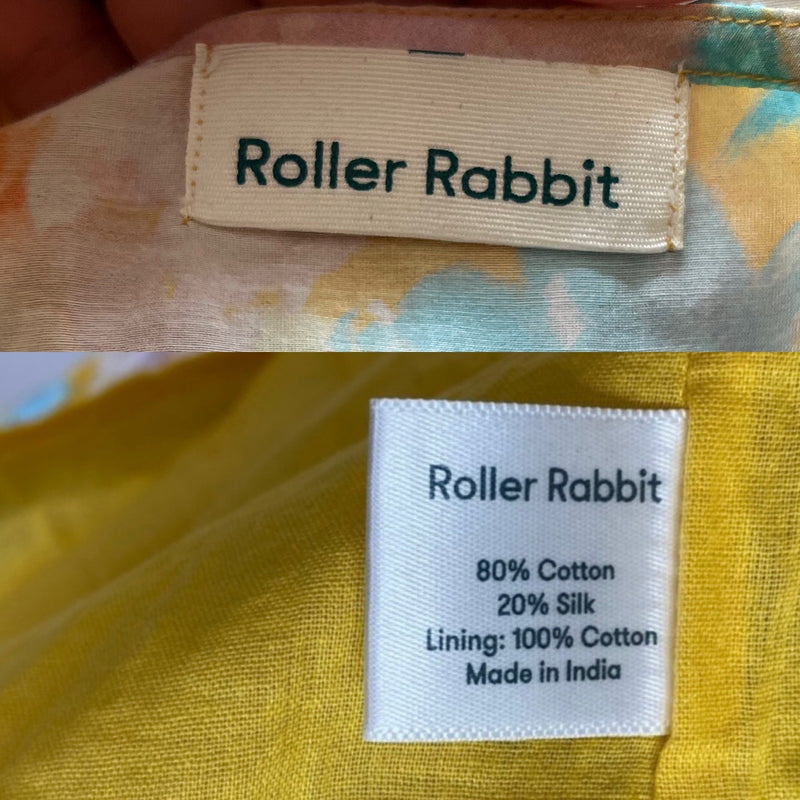 Roller Rabbit
Roller Rabbit
80% Cotton
20% Silk
Lining: 100% Cotton
Made in India